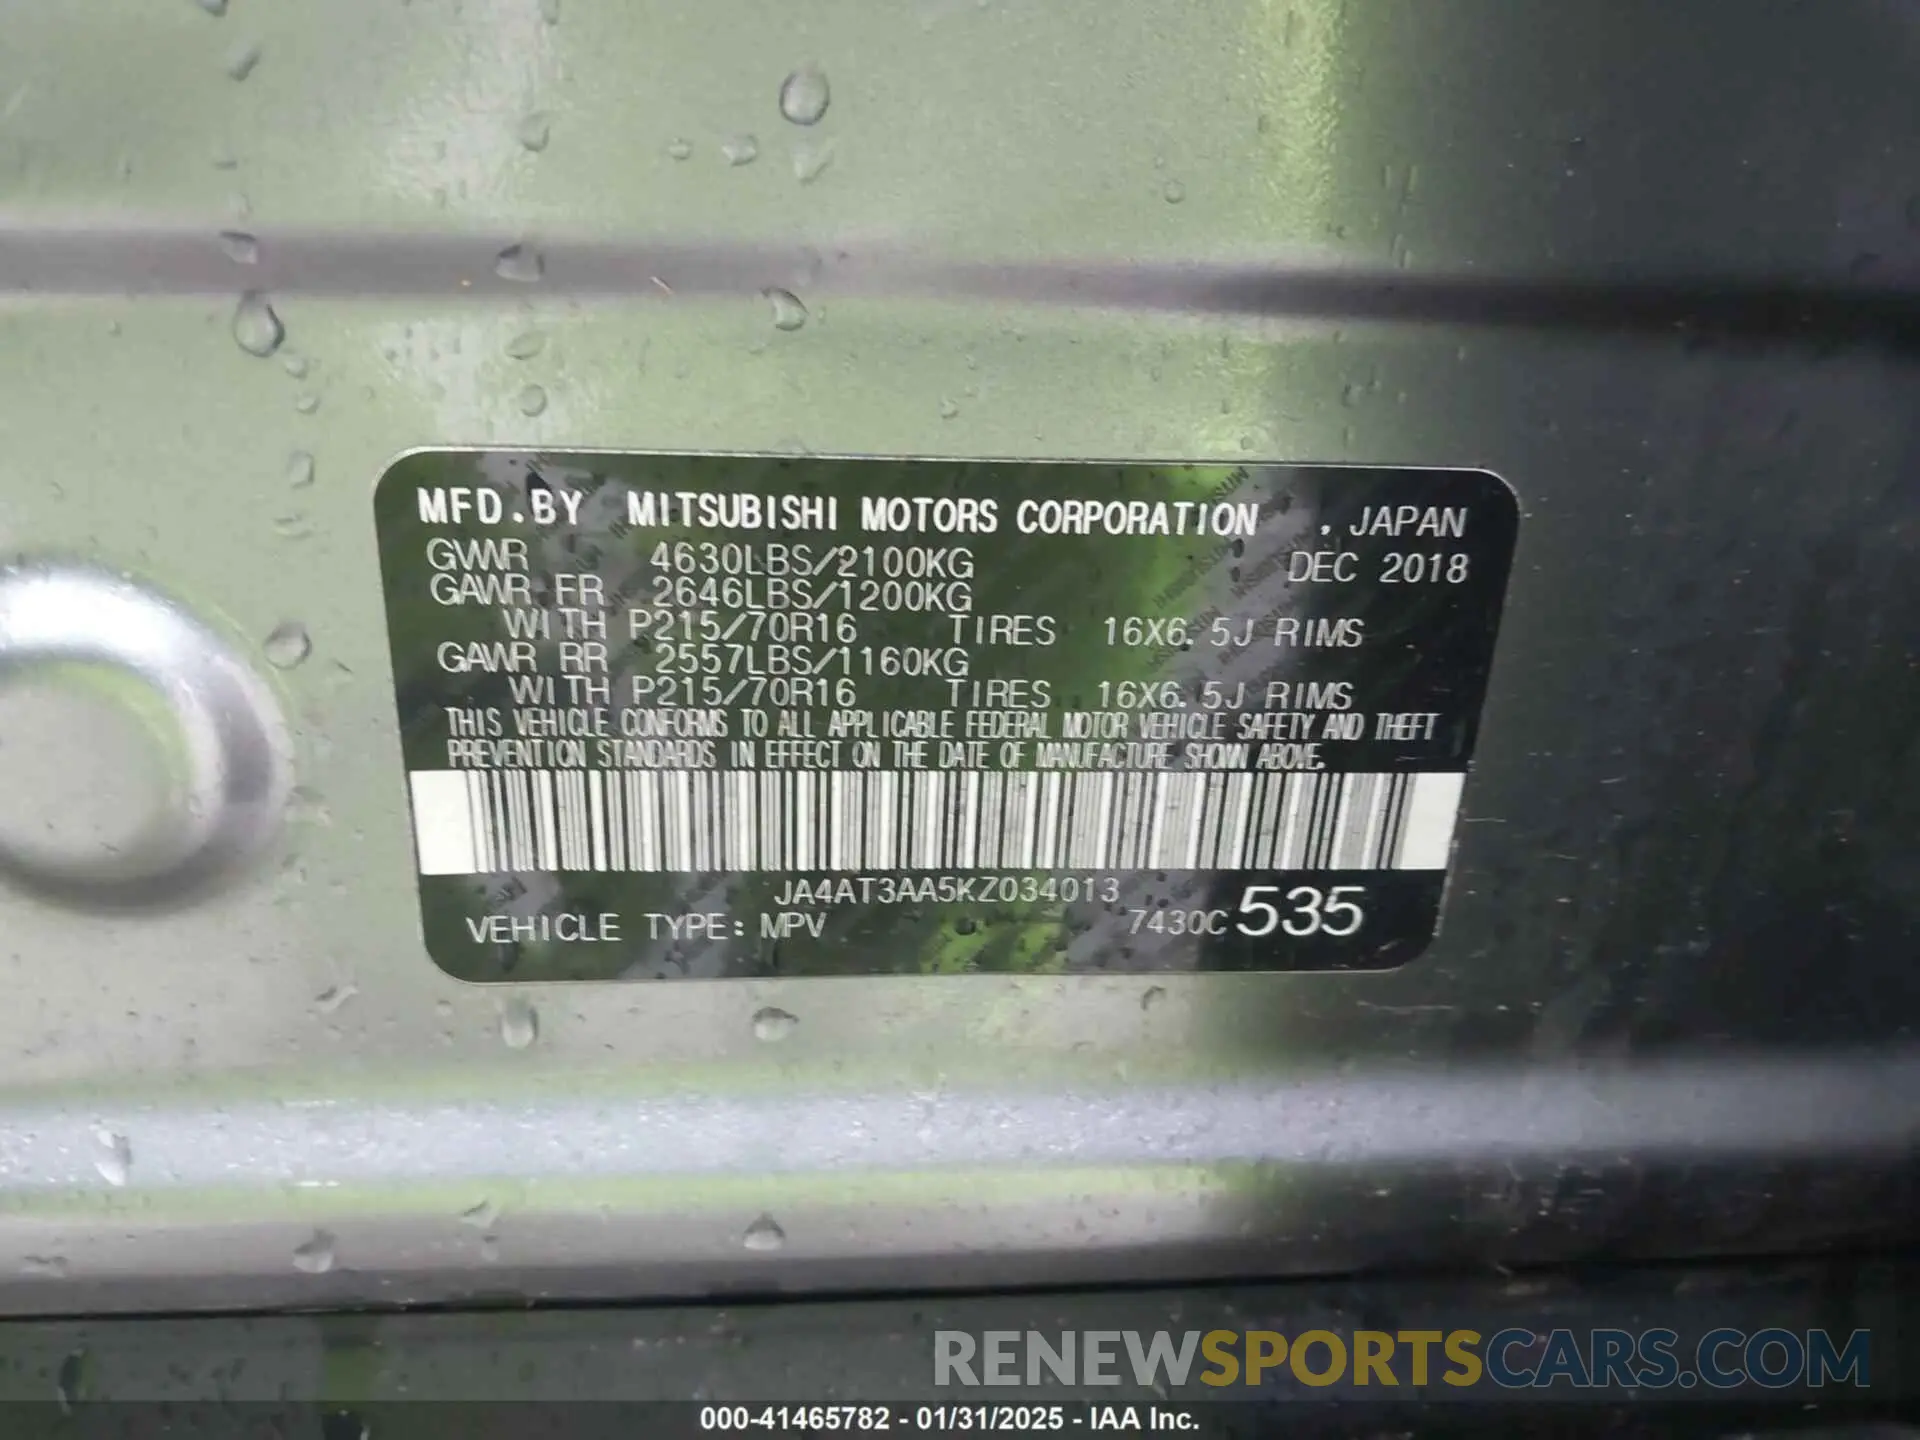 MFD.BY MITSUBISHI MOTORS CORPORATION , JAPAN
GVWR 4630LBS/2100KG DEC 2018
GAWR FR 2646LBS/1200KG
WITH P215/70R16 TIRES 16X6.5J RIMS
GAWR RR 2557LBS/1160KG
WITH P215/70R16 TIRES 16X6.5J RIMS
THIS VEHICLE CONFORMS TO ALL APPLICABLE FEDERAL MOTOR VEHICLE SAFETY AND THEFT
PREVENTION STANDARDS IN EFFECT ON THE DATE OF MANUFACTURE SHOWN ABOVE.
JA4AT3AA5KZ034013
VEHICLE TYPE: MPV 7430C 535
RENEWSPORTSCARS.COM
000-41465782 - 01/31/2025 - IAA Inc.